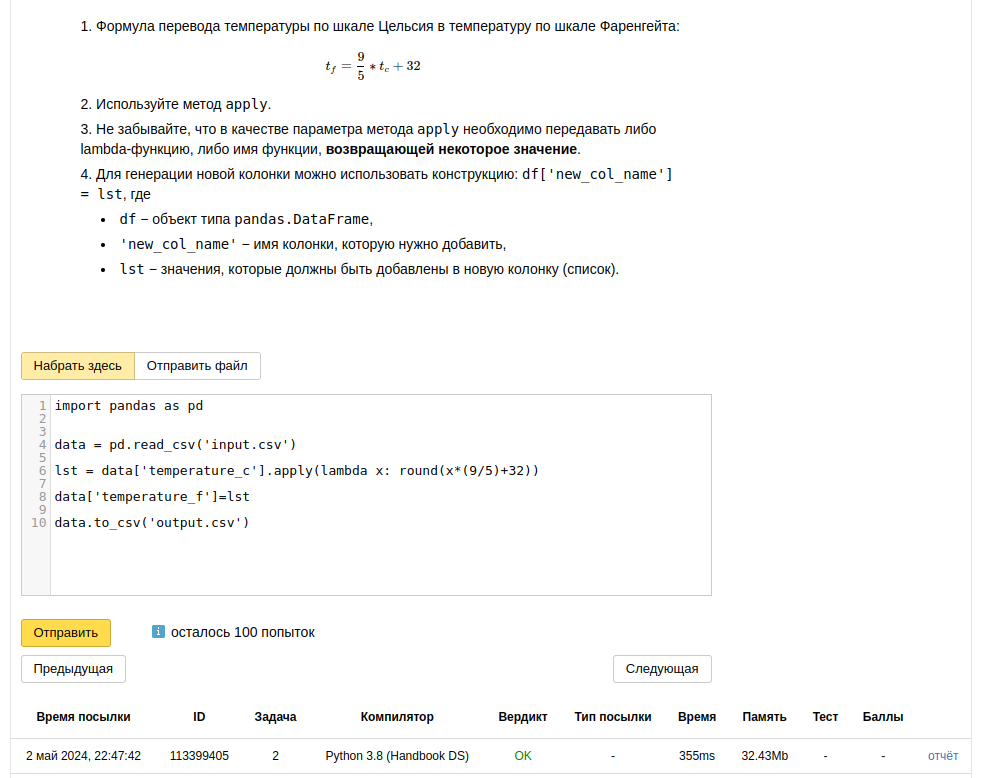 1. Формула перевода температуры по шкале Цельсия в температуру по шкале Фаренгейта:
t_f = 9/5 * t_c + 32
2. Используйте метод apply.
3. Не забывайте, что в качестве параметра метода apply необходимо передавать либо
lambda-функцию, либо имя функции, возвращающей некоторое значение.
4. Для генерации новой колонки можно использовать конструкцию: df['new_col_name']
= lst, где
• df – объект типа pandas.DataFrame,
• 'new_col_name' – имя колонки, которую нужно добавить,
• lst – значения, которые должны быть добавлены в новую колонку (список).
Набрать здесь Отправить файл
1 import pandas as pd
2
3
4 data = pd.read_csv('input.csv')
5
6 lst = data['temperature_c'].apply(lambda x: round(x*(9/5)+32))
7
8 data['temperature_f']=lst
9
10 data.to_csv('output.csv')
Отправить i осталось 100 попыток
Предыдущая Следующая
Время посылки ID Задача Компилятор Вердикт Тип посылки Время Память Тест Баллы
2 май 2024, 22:47:42 113399405 2 Python 3.8 (Handbook DS) OK - 355ms 32.43Mb - - отчёт